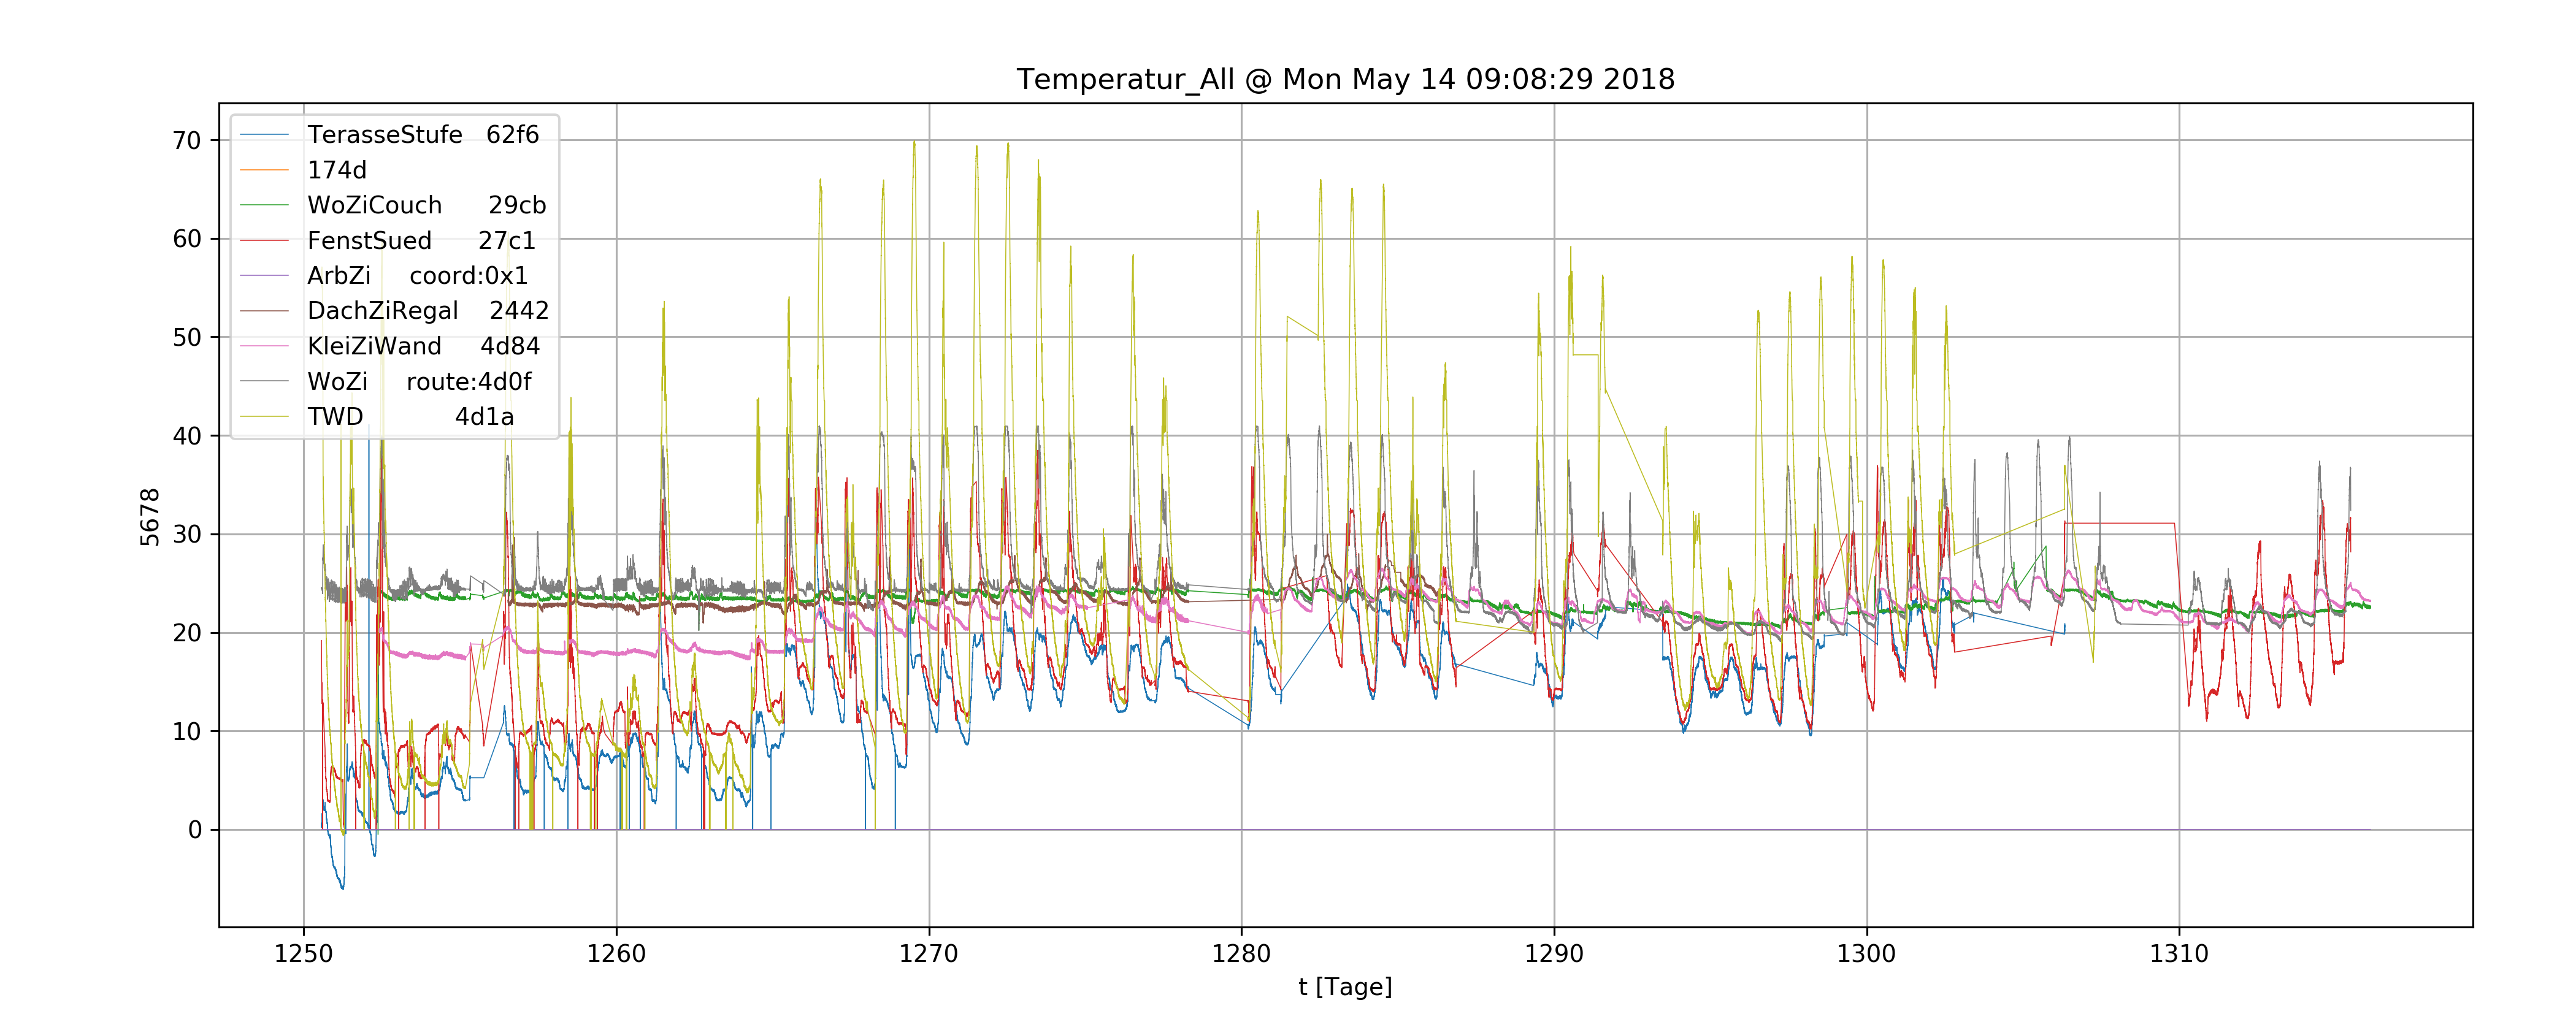 Temperatur_All @ Mon May 14 09:08:29 2018
70
60
50
40
30
20
10
0
5678
TerasseStufe 62f6
174d
WoZiCouch 29cb
FenstSued 27c1
ArbZi coord:0x1
DachZiRegal 2442
KleiZiWand 4d84
WoZi route:4d0f
TWD 4d1a
1250 1260 1270 1280 1290 1300 1310
t [Tage]